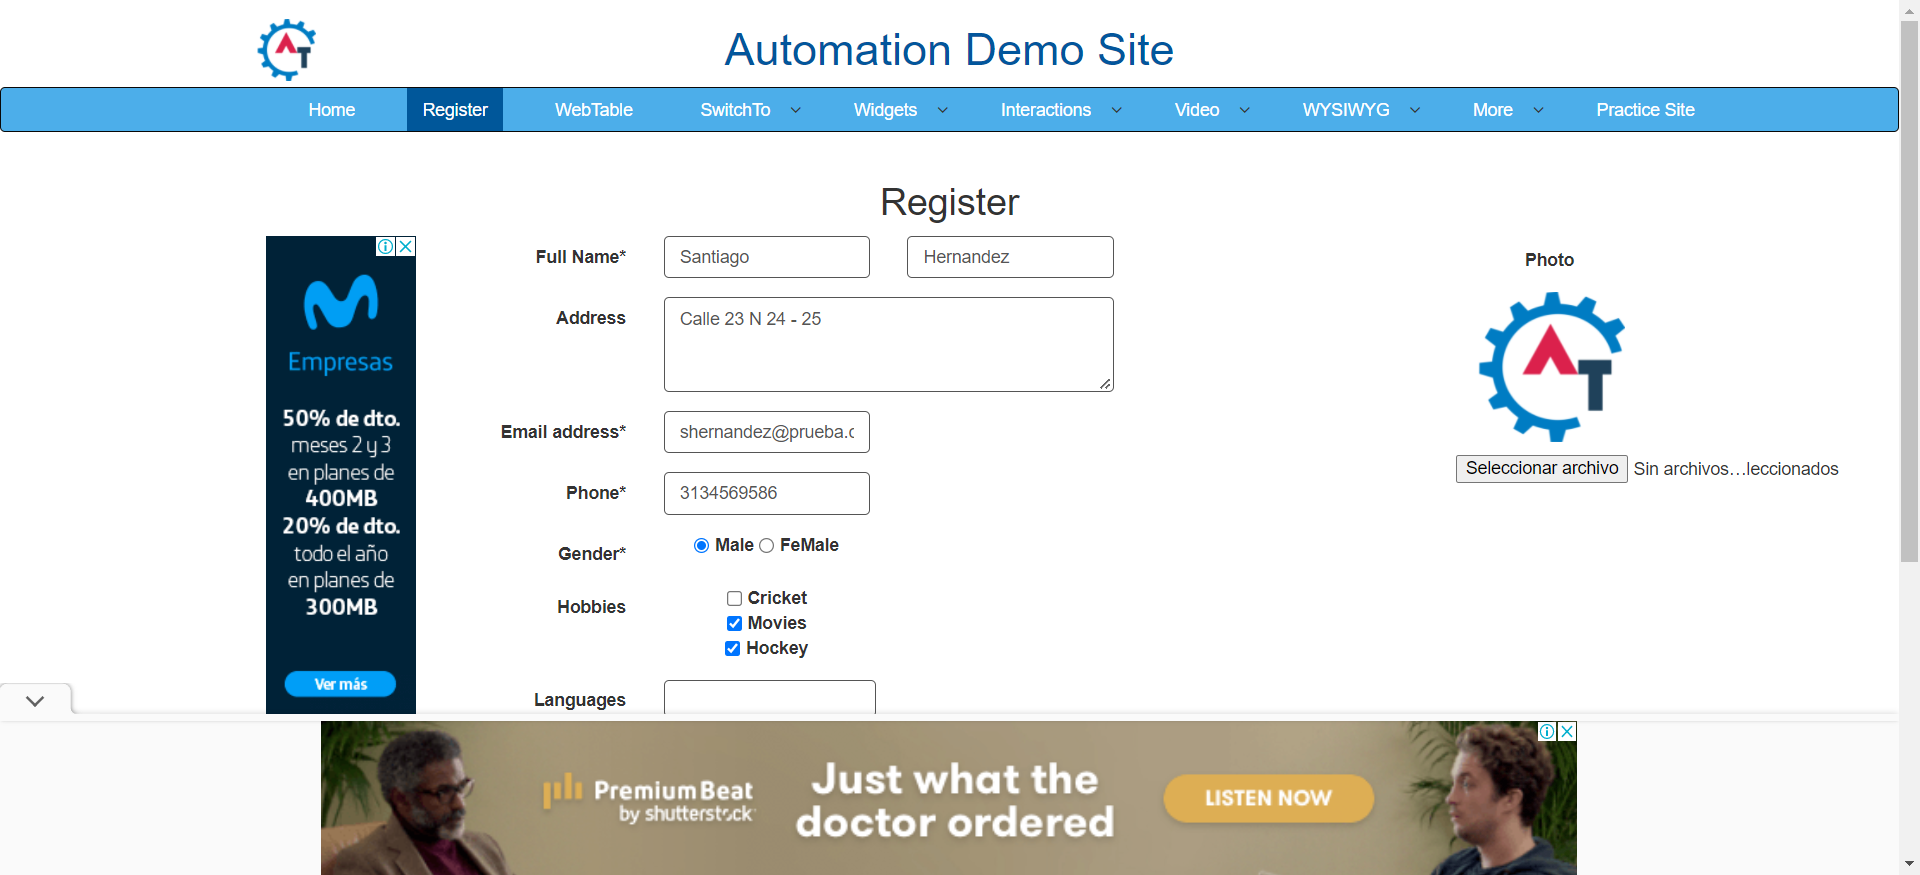 Automation Demo Site
Home Register WebTable SwitchTo Widgets Interactions Video WYSIWYG More Practice Site
Register
Full Name* Santiago Hernandez
Photo
Address Calle 23 N 24 - 25
Email address* shernandez@prueba.c
Seleccionar archivo Sin archivos…leccionados
Phone* 3134569586
Gender* Male FeMale
Hobbies Cricket
Movies
Hockey
Languages
Empresas
50% de dto.
meses 2 y 3
en planes de
400MB
20% de dto.
todo el año
en planes de
300MB
Ver más
PremiumBeat
by shutterstock
Just what the
doctor ordered
LISTEN NOW